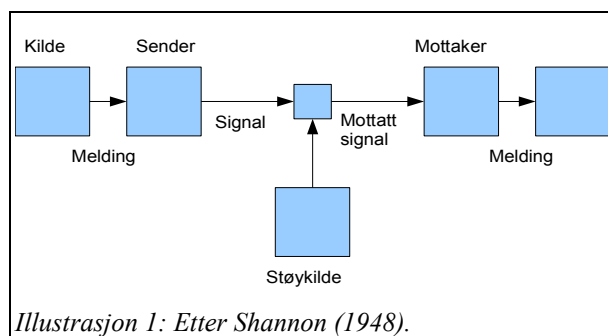 Kilde
Sender
Mottaker
Signal
Mottatt
signal
Melding
Melding
Støykilde
Illustrasjon 1: Etter Shannon (1948).